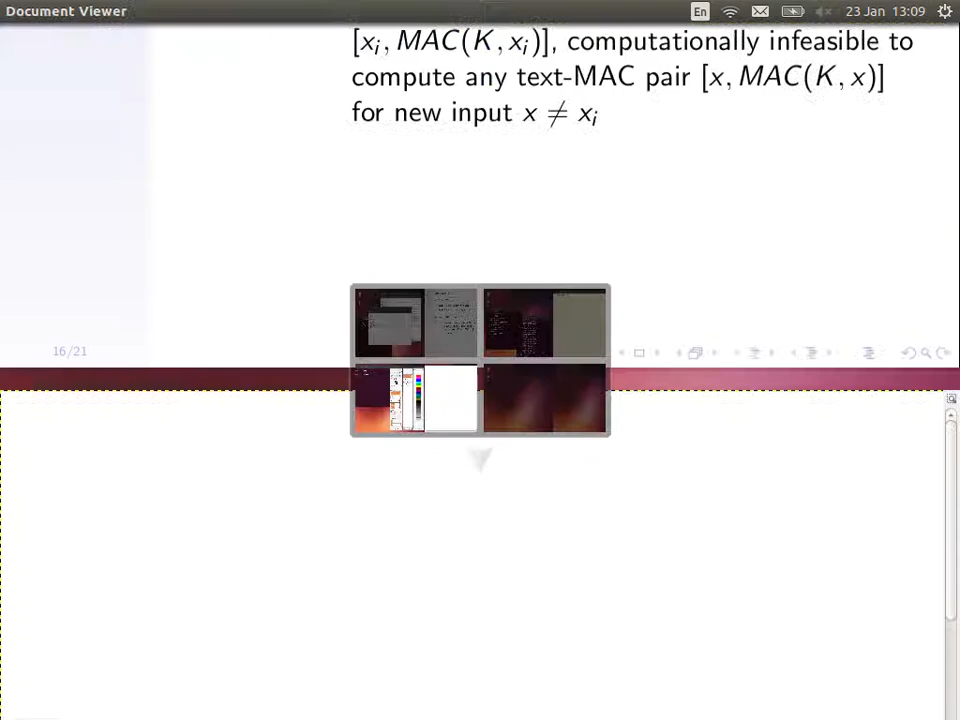 Document Viewer En 23 Jan 13:09
[xᵢ, MAC(K, xᵢ)], computationally infeasible to
compute any text-MAC pair [x, MAC(K, x)]
for new input x ≠ xᵢ
16/21